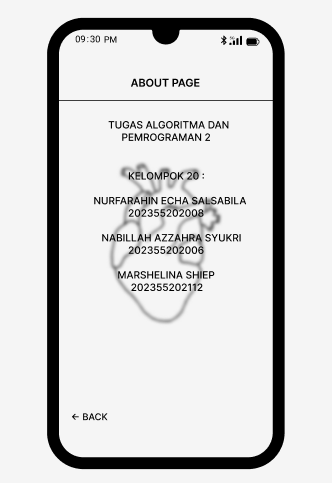 09:30 PM
ABOUT PAGE
TUGAS ALGORITMA DAN
PEMROGRAMAN 2
KELOMPOK 20 :
NURFARAHIN ECHA SALSABILA
202355202008
NABILLAH AZZAHRA SYUKRI
202355202006
MARSHELINA SHIEP
202355202112
← BACK